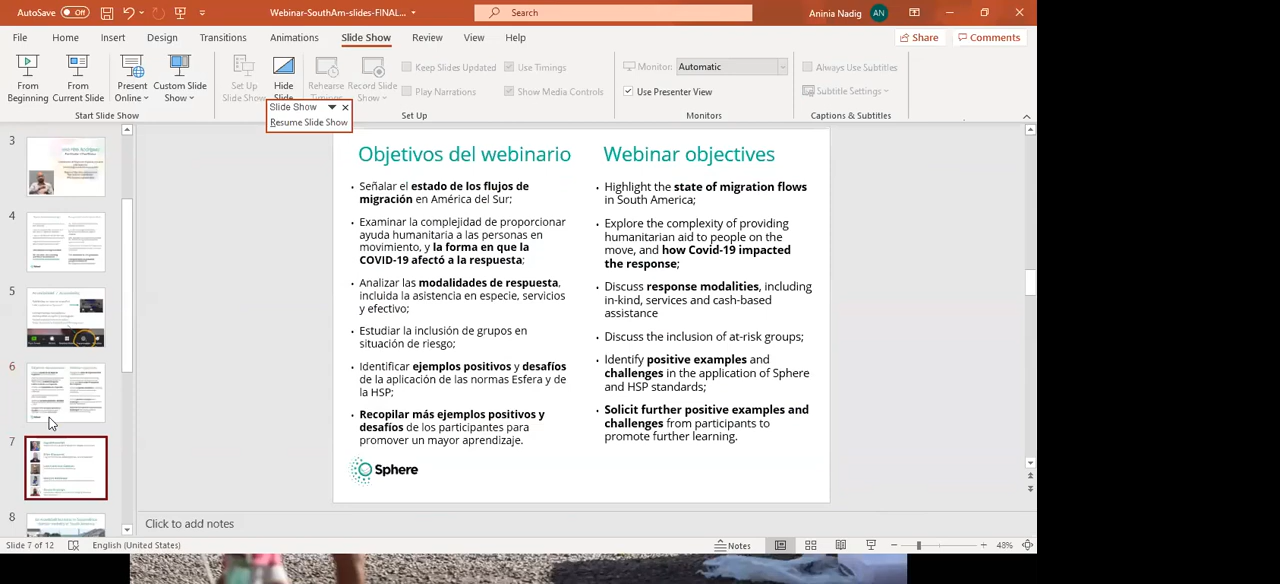 AutoSave Off Webinar-SouthAm-slides-FINAL... Search Aninia Nadig AN
File Home Insert Design Transitions Animations Slide Show Review View Help Share Comments
From Beginning
From Current Slide
Present Online
Custom Slide Show
Set Up Slide Show
Hide Slide
Rehearse Timings
Record Slide Show
Keep Slides Updated
Play Narrations
Use Timings
Show Media Controls
Monitor: Automatic
Use Presenter View
Always Use Subtitles
Subtitle Settings
Start Slide Show
Set Up
Monitors
Captions & Subtitles
Slide Show
Resume Slide Show
3
4
5
6
7
8
Objetivos del webinario
Señalar el estado de los flujos de
migración en América del Sur;
Examinar la complejidad de proporcionar
ayuda humanitaria a las personas en
movimiento, y la forma en que la
COVID-19 afectó a la respuesta;
Analizar las modalidades de respuesta,
incluida la asistencia en especie, servicios
y efectivo;
Estudiar la inclusión de grupos en
situación de riesgo;
Identificar ejemplos positivos y desafíos
de la aplicación de las normas Esfera y de
la HSP;
Recopilar más ejemplos positivos y
desafíos de los participantes para
promover un mayor aprendizaje.
Webinar objectives
Highlight the state of migration flows
in South America;
Explore the complexity of providing
humanitarian aid to people on the
move, and how Covid-19 impacted
the response;
Discuss response modalities, including
in-kind, services and cash-based
assistance
Discuss the inclusion of at-risk groups;
Identify positive examples and
challenges in the application of Sphere
and HSP standards;
Solicit further positive examples and
challenges from participants to
promote further learning.
Sphere
Click to add notes
Slide 7 of 12 English (United States) Notes 48%